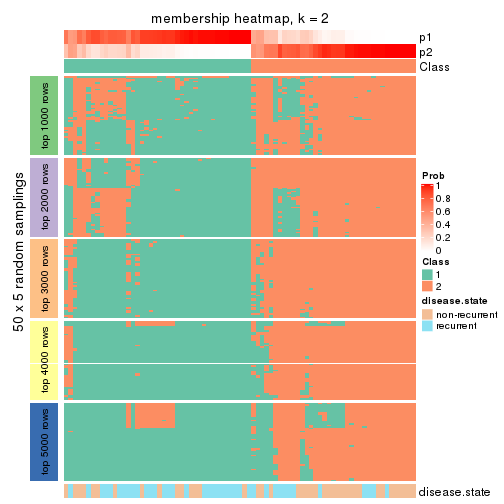 membership heatmap, k = 2
p1
p2
Class
50 x 5 random samplings
top 1000 rows
top 2000 rows
top 3000 rows
top 4000 rows
top 5000 rows
Prob
1
0.8
0.6
0.4
0.2
0
Class
1
2
disease.state
non-recurrent
recurrent
disease.state